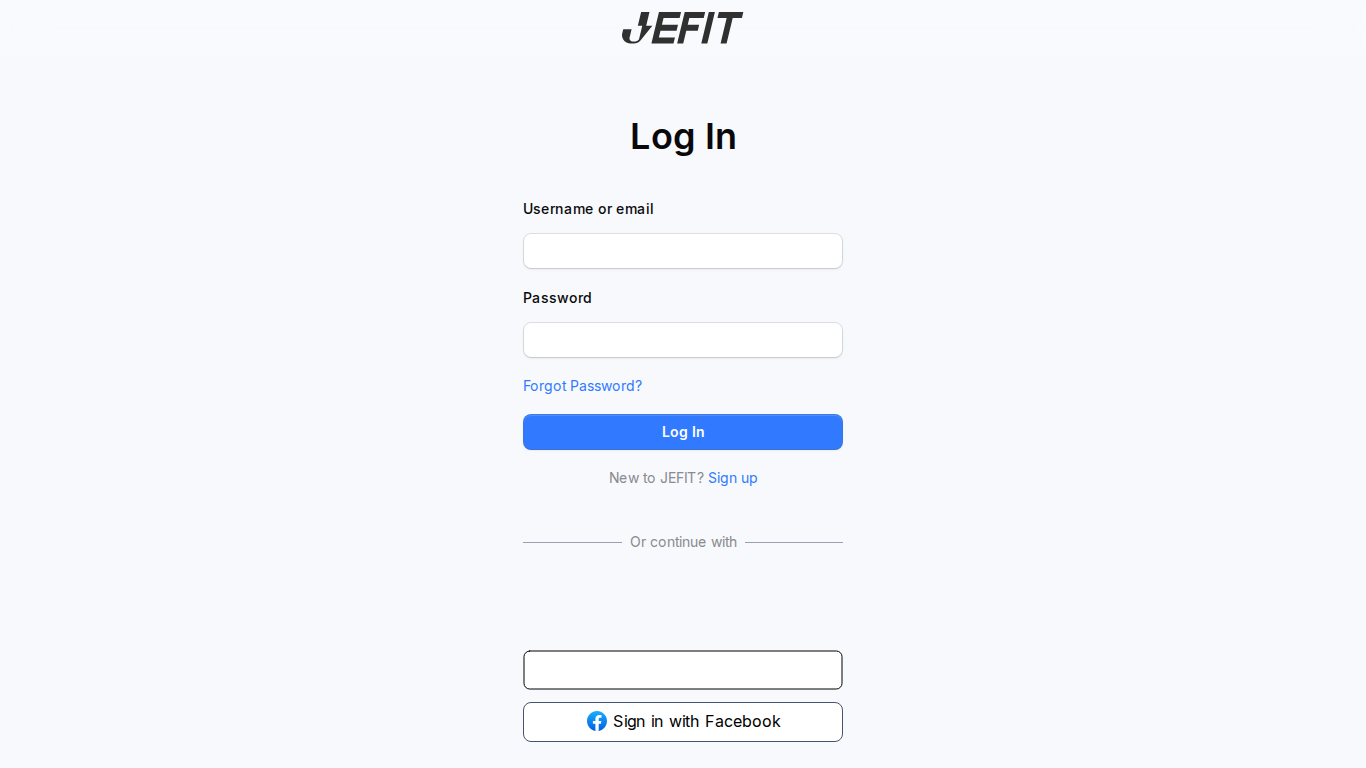 JEFIT
Log In
Username or email
Password
Forgot Password?
Log In
New to JEFIT? Sign up
Or continue with
Sign in with Facebook